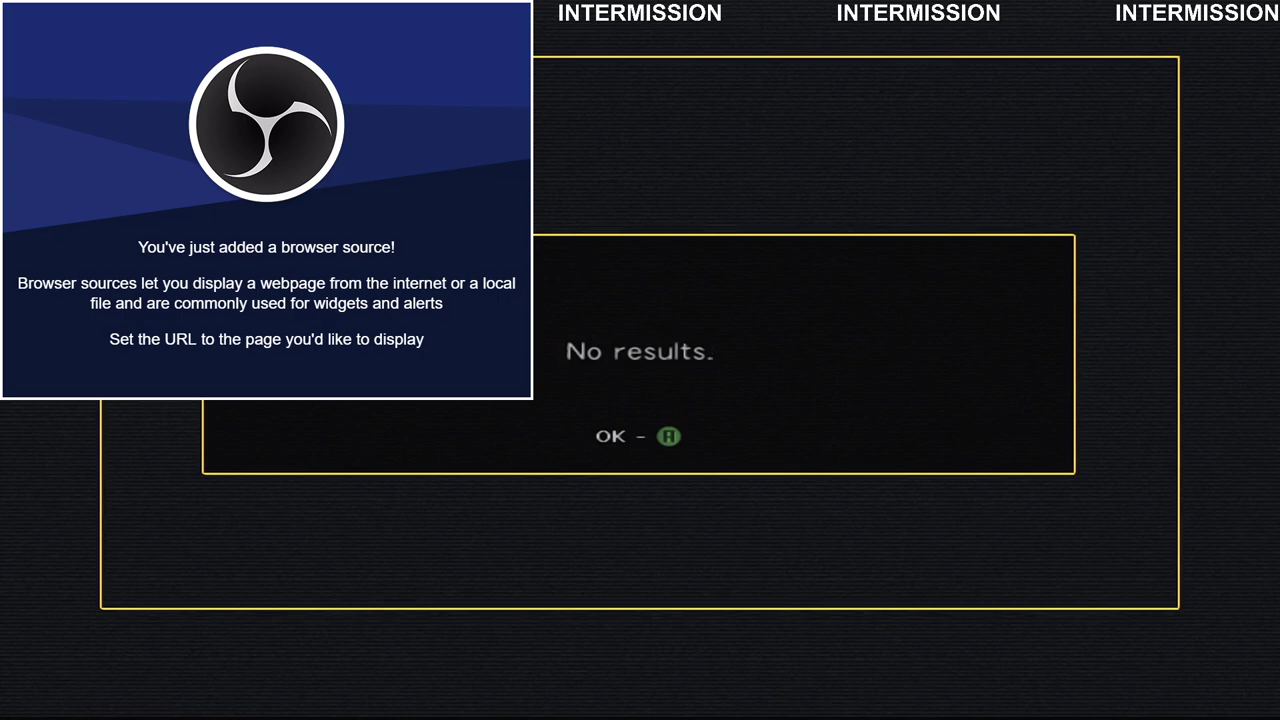 INTERMISSION INTERMISSION INTERMISSION
You've just added a browser source!
Browser sources let you display a webpage from the internet or a local
file and are commonly used for widgets and alerts
Set the URL to the page you'd like to display
No results.
OK - A